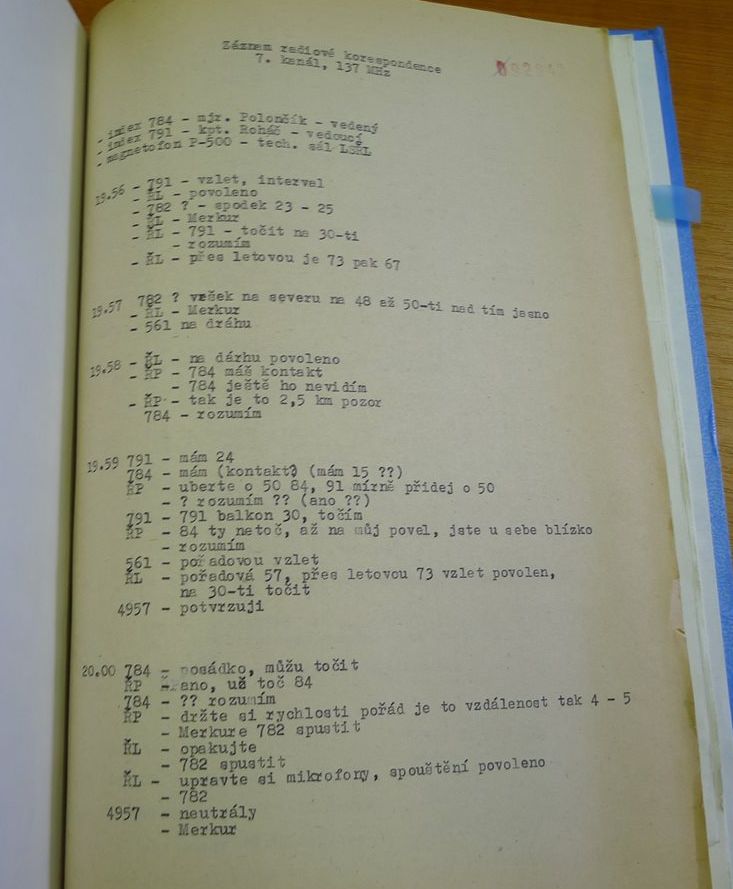 Záznam radiové korespondence
7. kanál, 137 MHz
- index 784 - mjr. Polončík - vedený
- index 791 - kpt. Roháč - vedoucí
- magnetofon P-500 - tech. sál LSŘL
19.56 - 791 - vzlet, interval
- ŘL - povoleno
- 782 ? - spodek 23 - 25
- ŘL - Merkur
- ŘL - 791 - točit na 30-ti
- rozumím
- ŘL - přes letovou je 73 pak 67
19.57 782 ? vršek na severu na 48 až 50-ti nad tím jasno
- ŘL - Merkur
- 561 na dráhu
19.58 - ŘL - na dárhu povoleno
- ŘP - 784 máš kontakt
- 784 ještě ho nevidím
- ŘP - tak je to 2,5 km pozor
784 - rozumím
19.59 791 - mám 24
784 - mám (kontakt? (mám 15 ??)
ŘP - uberte o 50 84, 91 mírně přidej o 50
- ? rozumím ?? (ano ??)
791 - 791 balkon 30, točím
ŘP - 84 ty netoč, až na můj povel, jste u sebe blízko
- rozumím
561 - pořadovou vzlet
ŘL - pořadová 57, přes letovou 73 vzlet povolen,
na 30-ti točit
4957 - potvrzuji
20.00 784 - posádko, můžu točit
ŘP - ano, už toč 84
784 - ?? rozumím
ŘP - držte si rychlosti pořád je to vzdálenost tak 4 - 5
- Merkure 782 spustit
ŘL - opakujte
- 782 spustit
ŘL - upravte si mikrofony, spouštění povoleno
- 782
4957 - neutrály
- Merkur